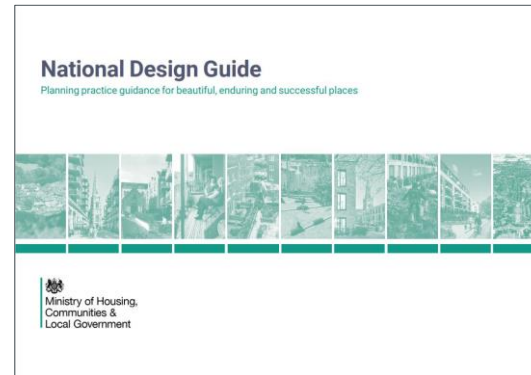 National Design Guide
Planning practice guidance for beautiful, enduring and successful places
Ministry of Housing,
Communities &
Local Government